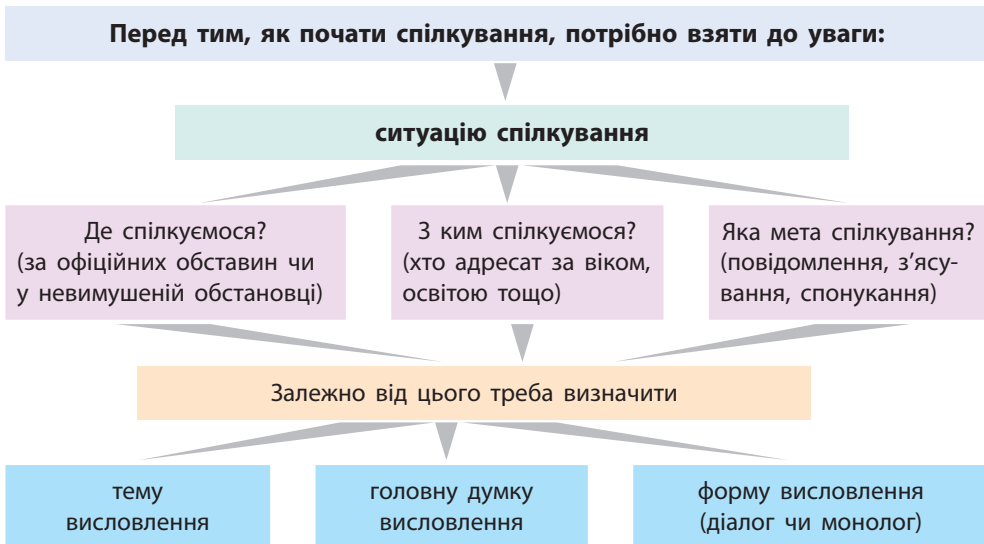 Перед тим, як почати спілкування, потрібно взяти до уваги:
ситуацію спілкування
Де спілкуємося?
(за офіційних обставин чи
у невимушеній обстановці)
З ким спілкуємося?
(хто адресат за віком,
освітою тощо)
Яка мета спілкування?
(повідомлення, з'ясу-
вання, спонукання)
Залежно від цього треба визначити
тему
висловлення
головну думку
висловлення
форму висловлення
(діалог чи монолог)